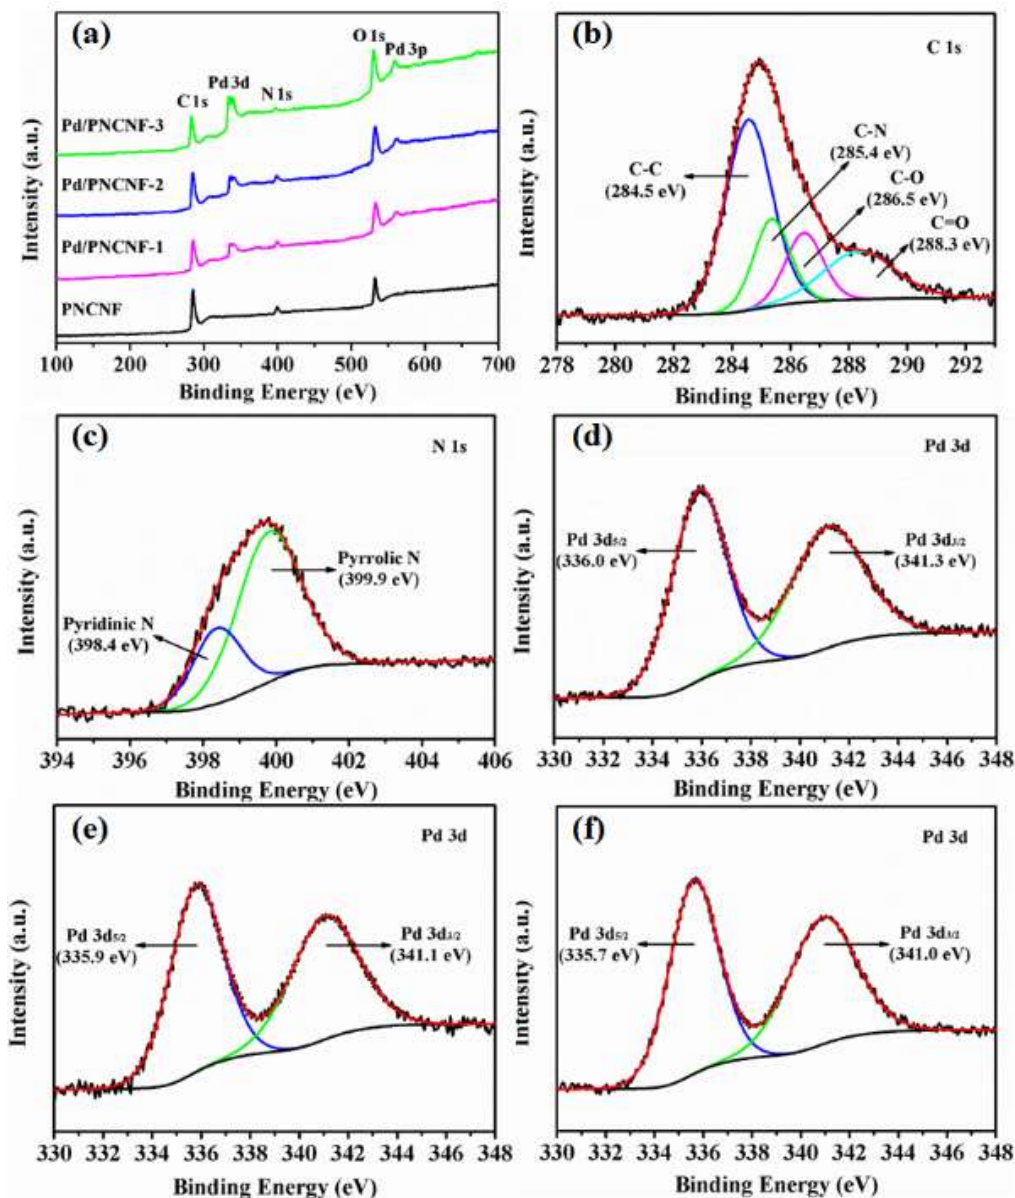 (a)
O 1s
Pd 3p
Pd 3d
N 1s
C 1s
Pd/PNCNF-3
Pd/PNCNF-2
Pd/PNCNF-1
PNCNF
Intensity (a.u.)
100 200 300 400 500 600 700
Binding Energy (eV)
(b)
C 1s
C-N
(285.4 eV)
C-C
(284.5 eV)
C-O
(286.5 eV)
C=O
(288.3 eV)
Intensity (a.u.)
278 280 282 284 286 288 290 292
Binding Energy (eV)
(c)
N 1s
Pyrrolic N
(399.9 eV)
Pyridinic N
(398.4 eV)
Intensity (a.u.)
394 396 398 400 402 404 406
Binding Energy (eV)
(d)
Pd 3d
Pd 3d5/2
(336.0 eV)
Pd 3d3/2
(341.3 eV)
Intensity (a.u.)
330 332 334 336 338 340 342 344 346 348
Binding Energy (eV)
(e)
Pd 3d
Pd 3d5/2
(335.9 eV)
Pd 3d3/2
(341.1 eV)
Intensity (a.u.)
330 332 334 336 338 340 342 344 346 348
Binding Energy (eV)
(f)
Pd 3d
Pd 3d5/2
(335.7 eV)
Pd 3d3/2
(341.0 eV)
Intensity (a.u.)
330 332 334 336 338 340 342 344 346 348
Binding Energy (eV)